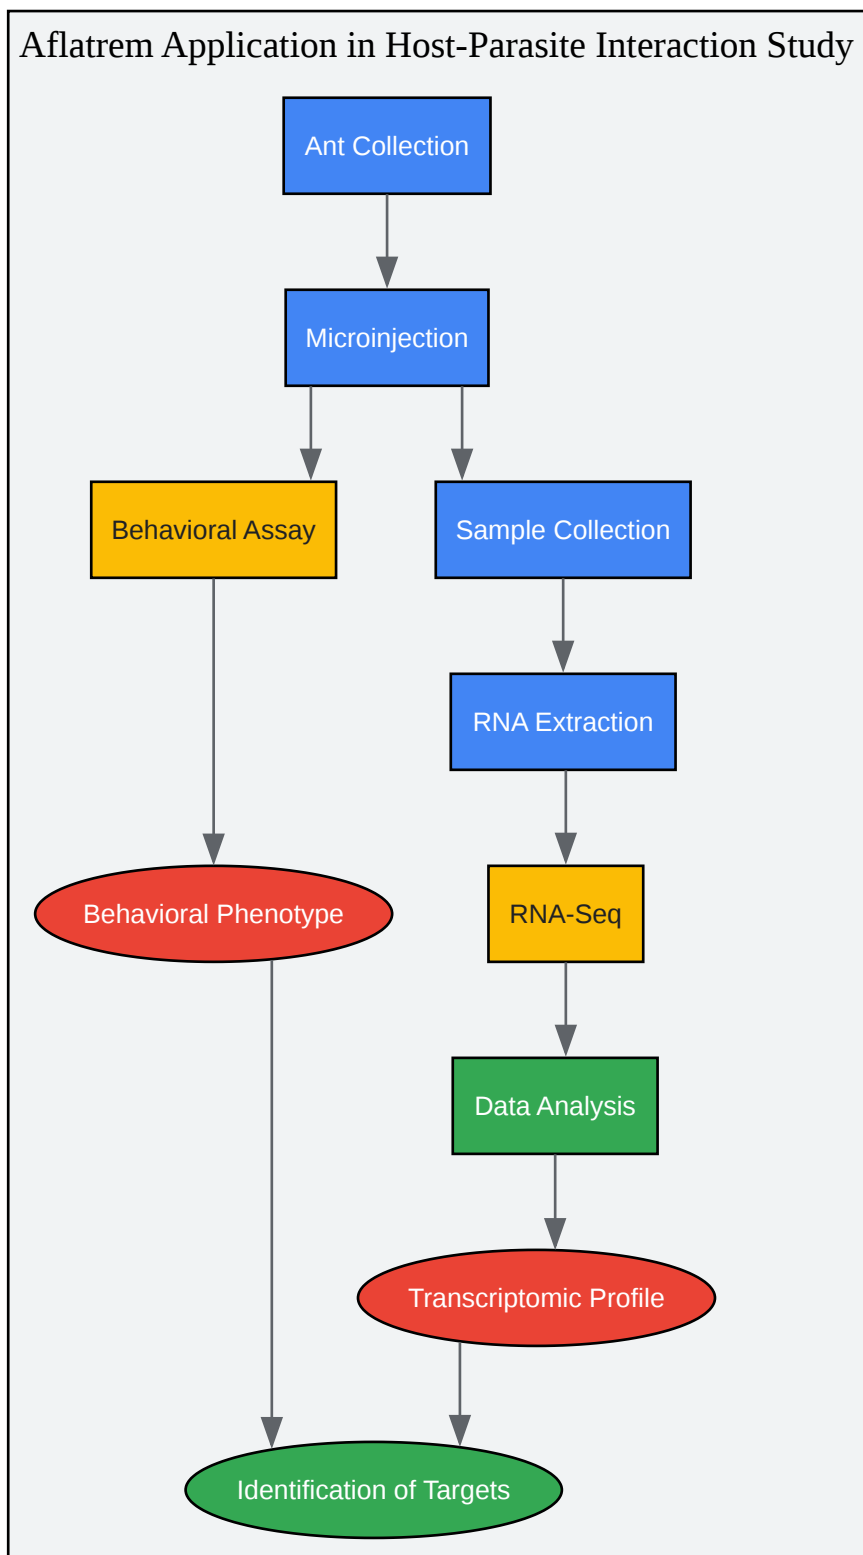 Aflatrem Application in Host-Parasite Interaction Study
Ant Collection
Microinjection
Behavioral Assay
Sample Collection
RNA Extraction
Behavioral Phenotype
RNA-Seq
Data Analysis
Transcriptomic Profile
Identification of Targets